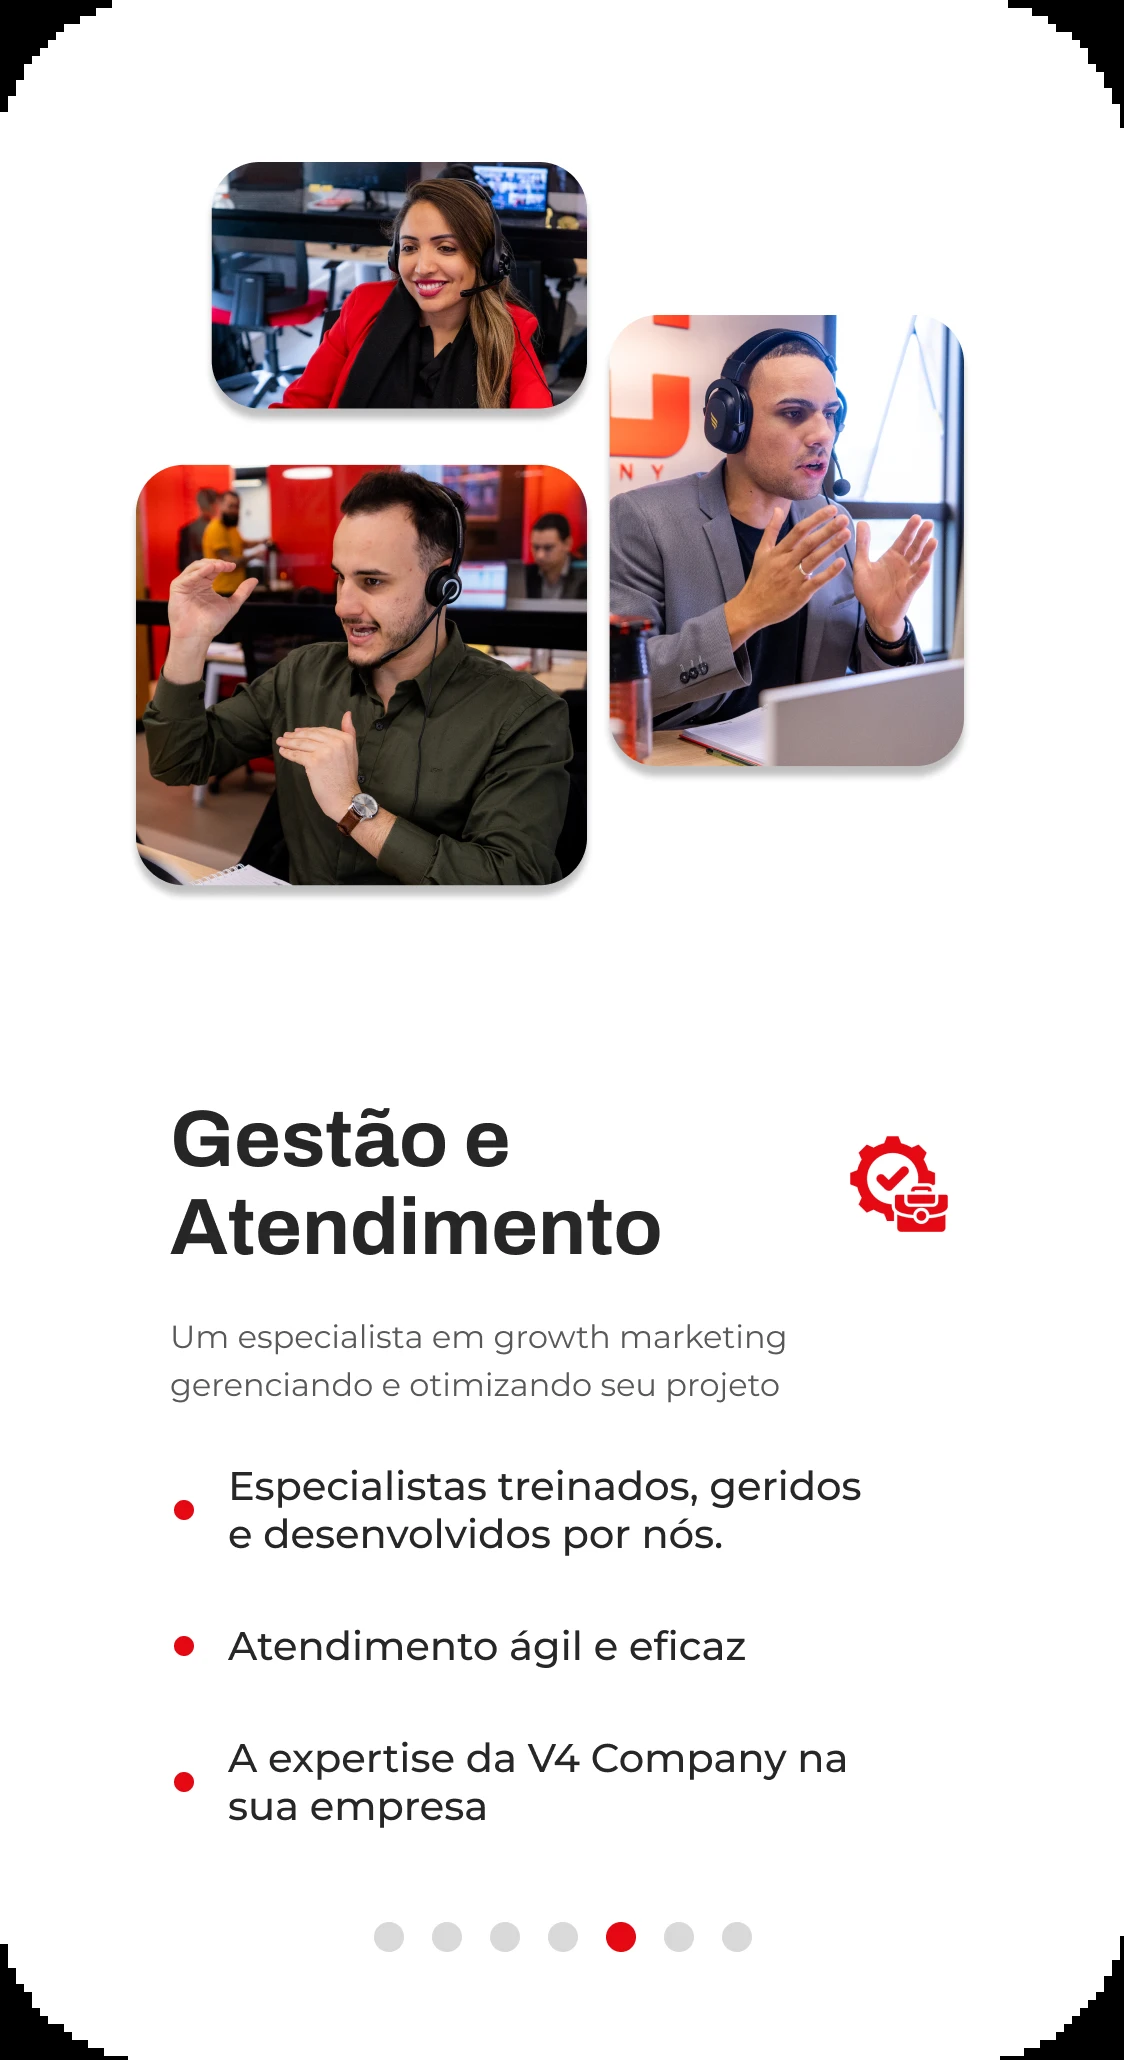 NY
Gestão e
Atendimento
Um especialista em growth marketing
gerenciando e otimizando seu projeto
Especialistas treinados, geridos
e desenvolvidos por nós.
Atendimento ágil e eficaz
A expertise da V4 Company na
sua empresa